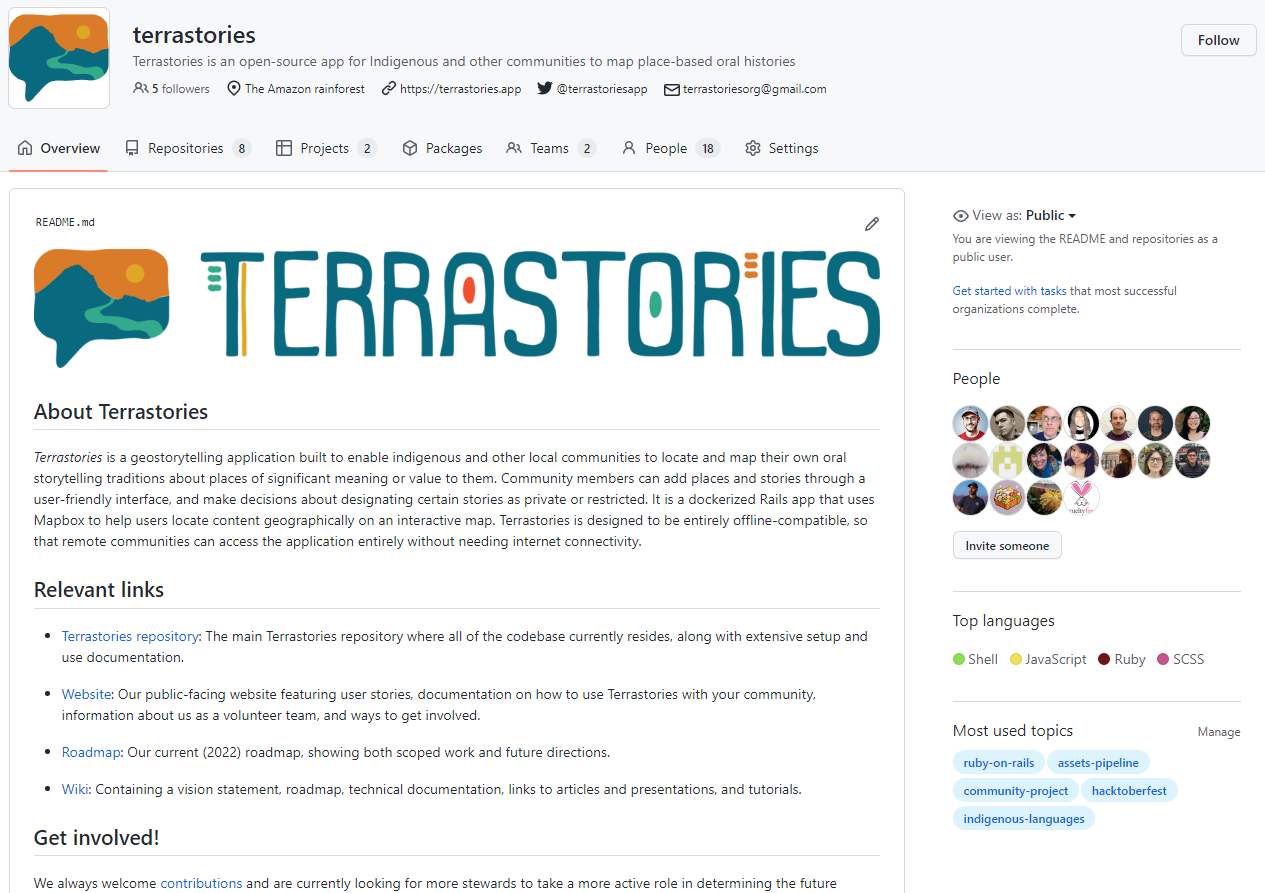 terrastories
Follow
Terrastories is an open-source app for Indigenous and other communities to map place-based oral histories
5 followers The Amazon rainforest https://terrastories.app @terrastoriesapp terrastoriesorg@gmail.com
Overview Repositories 8 Projects 2 Packages Teams 2 People 18 Settings
README.md
TERRASTORIES
About Terrastories
Terrastories is a geostorytelling application built to enable indigenous and other local communities to locate and map their own oral
storytelling traditions about places of significant meaning or value to them. Community members can add places and stories through a
user-friendly interface, and make decisions about designating certain stories as private or restricted. It is a dockerized Rails app that uses
Mapbox to help users locate content geographically on an interactive map. Terrastories is designed to be entirely offline-compatible, so
that remote communities can access the application entirely without needing internet connectivity.
Relevant links
• Terrastories repository: The main Terrastories repository where all of the codebase currently resides, along with extensive setup and
use documentation.
• Website: Our public-facing website featuring user stories, documentation on how to use Terrastories with your community,
information about us as a volunteer team, and ways to get involved.
• Roadmap: Our current (2022) roadmap, showing both scoped work and future directions.
• Wiki: Containing a vision statement, roadmap, technical documentation, links to articles and presentations, and tutorials.
Get involved!
We always welcome contributions and are currently looking for more stewards to take a more active role in determining the future
View as: Public
You are viewing the README and repositories as a
public user.
Get started with tasks that most successful
organizations complete.
People
Invite someone
Top languages
Shell JavaScript Ruby SCSS
Most used topics Manage
ruby-on-rails assets-pipeline
community-project hacktoberfest
indigenous-languages